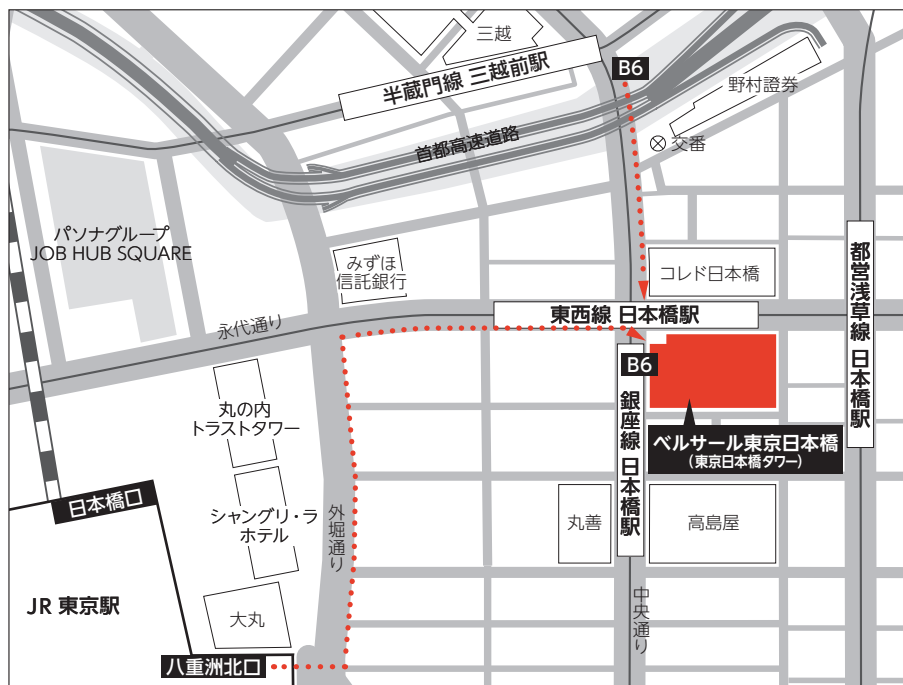 三越
半蔵門線 三越前駅
B6
野村證券
首都高速道路
交番
パソナグループ
JOB HUB SQUARE
みずほ
信託銀行
コレド日本橋
都営浅草線 日本橋駅
東西線 日本橋駅
永代通り
B6
丸の内
トラストタワー
銀座線 日本橋駅
ベルサール東京日本橋
(東京日本橋タワー)
日本橋口
シャングリ・ラ
ホテル
外堀通り
丸善
高島屋
JR 東京駅
大丸
中央通り
八重洲北口